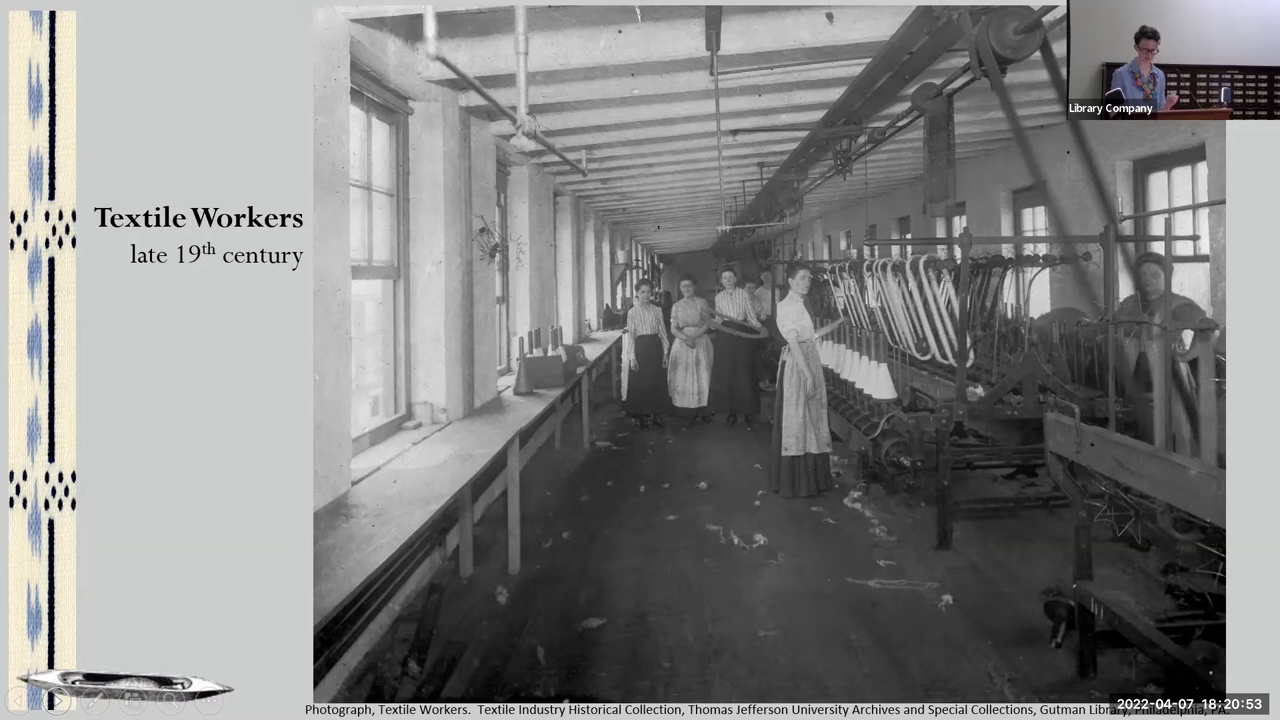 Library Company
Textile Workers
late 19th century
Photograph, Textile Workers. Textile Industry Historical Collection, Thomas Jefferson University Archives and Special Collections, Gutman Library, Philadelphia, PA.
2022-04-07 18:20:53